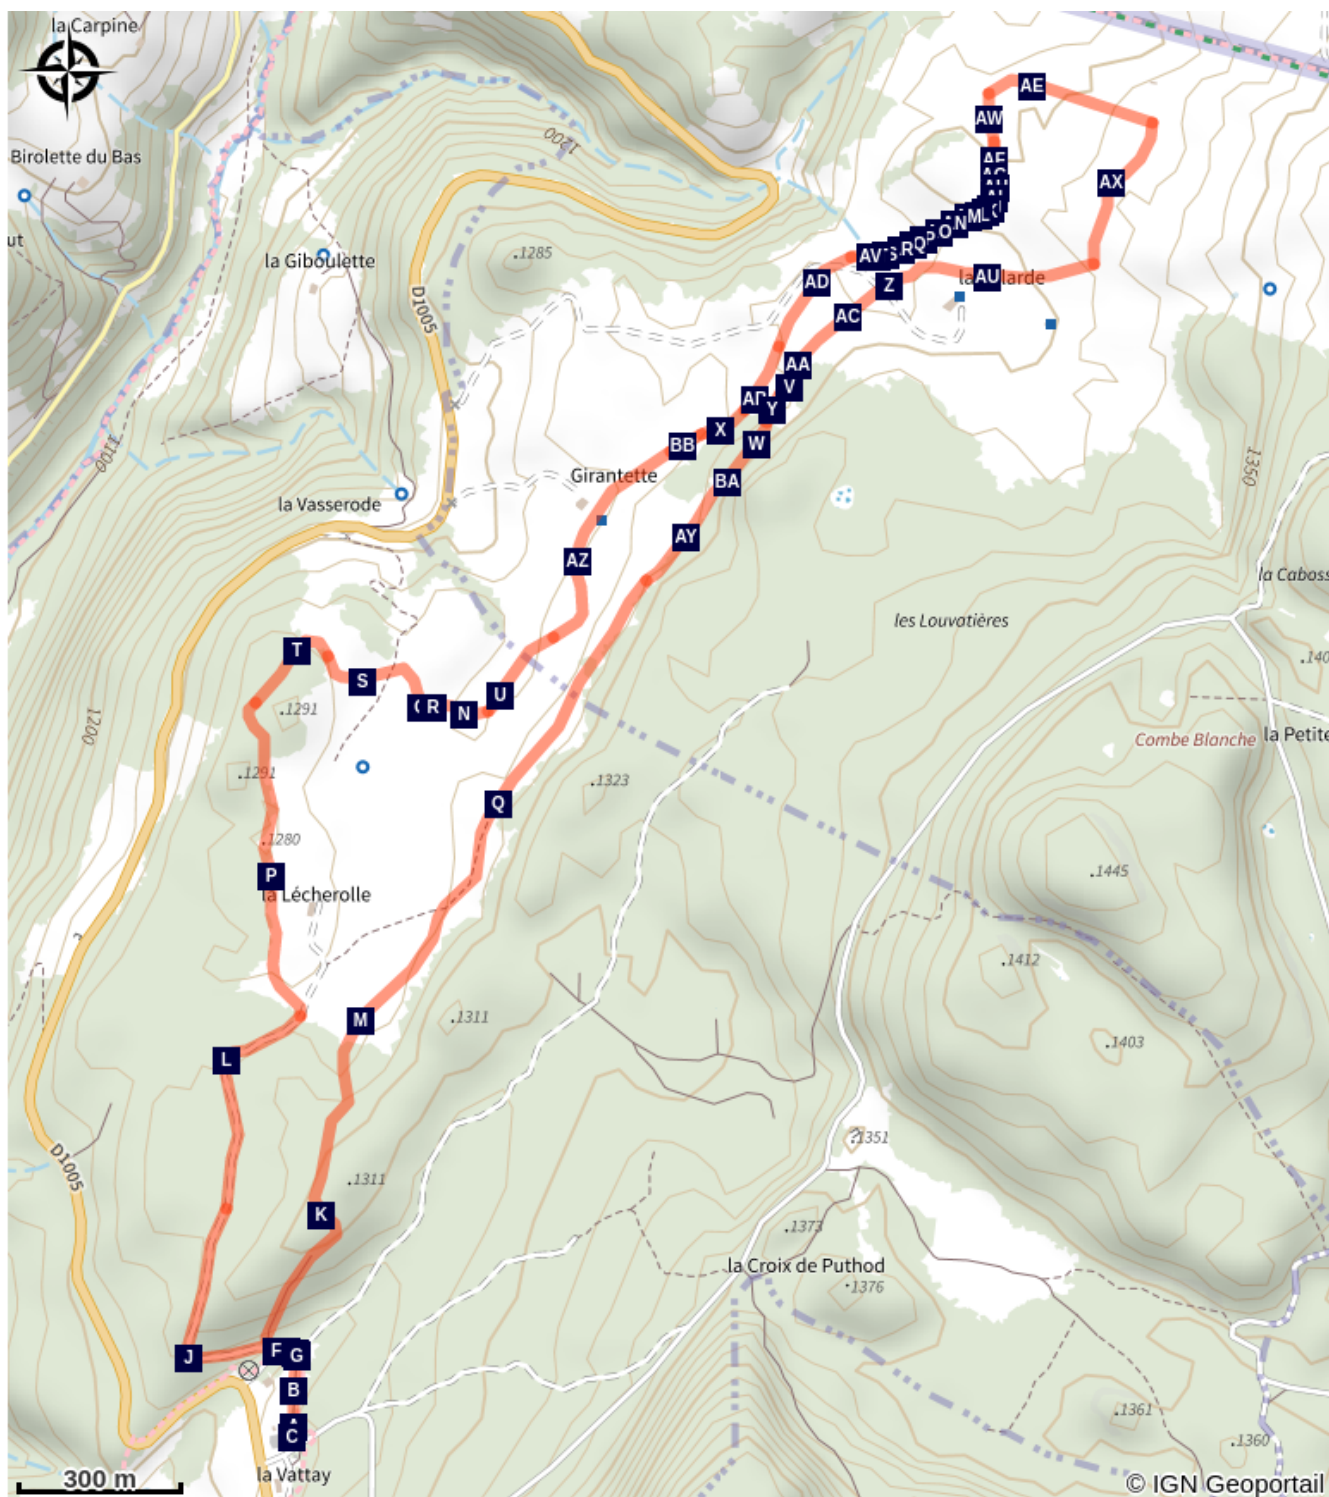 la Carpine
AE
AW
1200
Birolette du Bas
AX
ut
la Giboulette
.1285
AV
S
R
Q
P
O
N
M
L
AD
Z
AU
D1005
AC
AA
V
Y
X
BB
W
1100
Girantette
BA
1350
la Vasserode
AY
AZ
la Caboss
les Louvatières
T
S
.140
U
R
N
.1291
1200
la Petite
Combe Blanche
.1291
.1323
Q
.1280
P
la Lécherolle
.1445
.1412
M
.1311
.1403
L
.1351
D1005
.1311
K
.1373
la Croix de Puthod
.1376
F
G
J
B
.1361
C
.1360
la Vattay
300 m
© IGN Geoportail